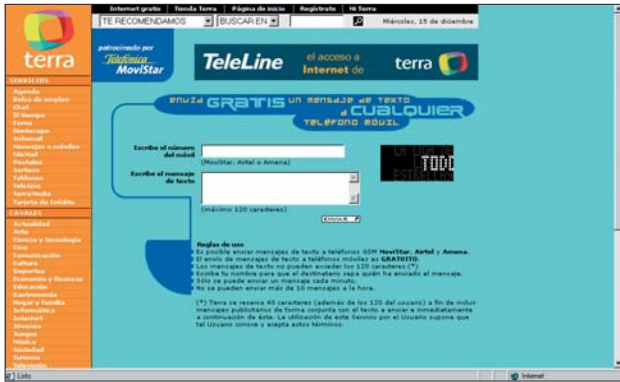 Internet gratis | Tienda Terra | Página de inicio | Regístrate | Mi Terra
TE RECOMENDAMOS
BUSCAR EN
Miércoles, 15 de diciembre
terra
patrocinado por
Telefónica
MoviStar
TeleLine
el acceso a
Internet de
terra
SERVICIOS
Agenda
Bolsa de empleo
Chat
El tiempo
Foros
Horóscopo
Infomail
Mensajes a móviles
Postales
Sorteos
Tablones
TeleLine
Tarjeta de Crédito
CANALES
Actualidad
Arte
Ciencia y tecnología
Cine
Comunicación
Cultura
Deportes
Economía y finanzas
Educación
Gastronomía
Hogar y familia
Informática
Internet
Jóvenes
Juegos
Música
Sociedad
Turismo
Televisión
ENVIA GRATIS UN MENSAJE DE TEXTO
a CUALQUIER
TELÉFONO MÓVIL
Escribe el número
del móvil
(MoviStar, Airtel o Amena)
Escribe el mensaje
de texto
(máximo 120 caracteres)
ENVIAR
TODO
Reglas de uso
Es posible enviar mensajes de texto a teléfonos GSM MoviStar, Airtel y Amena.
El envío de mensajes de texto a teléfonos móviles es GRATUITO.
Los mensajes de texto no pueden exceder los 120 caracteres.(*)
Escribe tu nombre para que el destinatario sepa quién ha enviado el mensaje.
Sólo se puede enviar un mensaje cada minuto.
No se pueden enviar más de 10 mensajes a la hora.
(*) Terra se reserva 40 caracteres (además de los 120 del usuario) a fin de incluir
mensajes publicitarios de forma conjunta con el texto a enviar e inmediatamente
a continuación de éste. La utilización de este Servicio por el Usuario supone que
tal Usuario conoce y acepta estos términos.
Listo
Internet